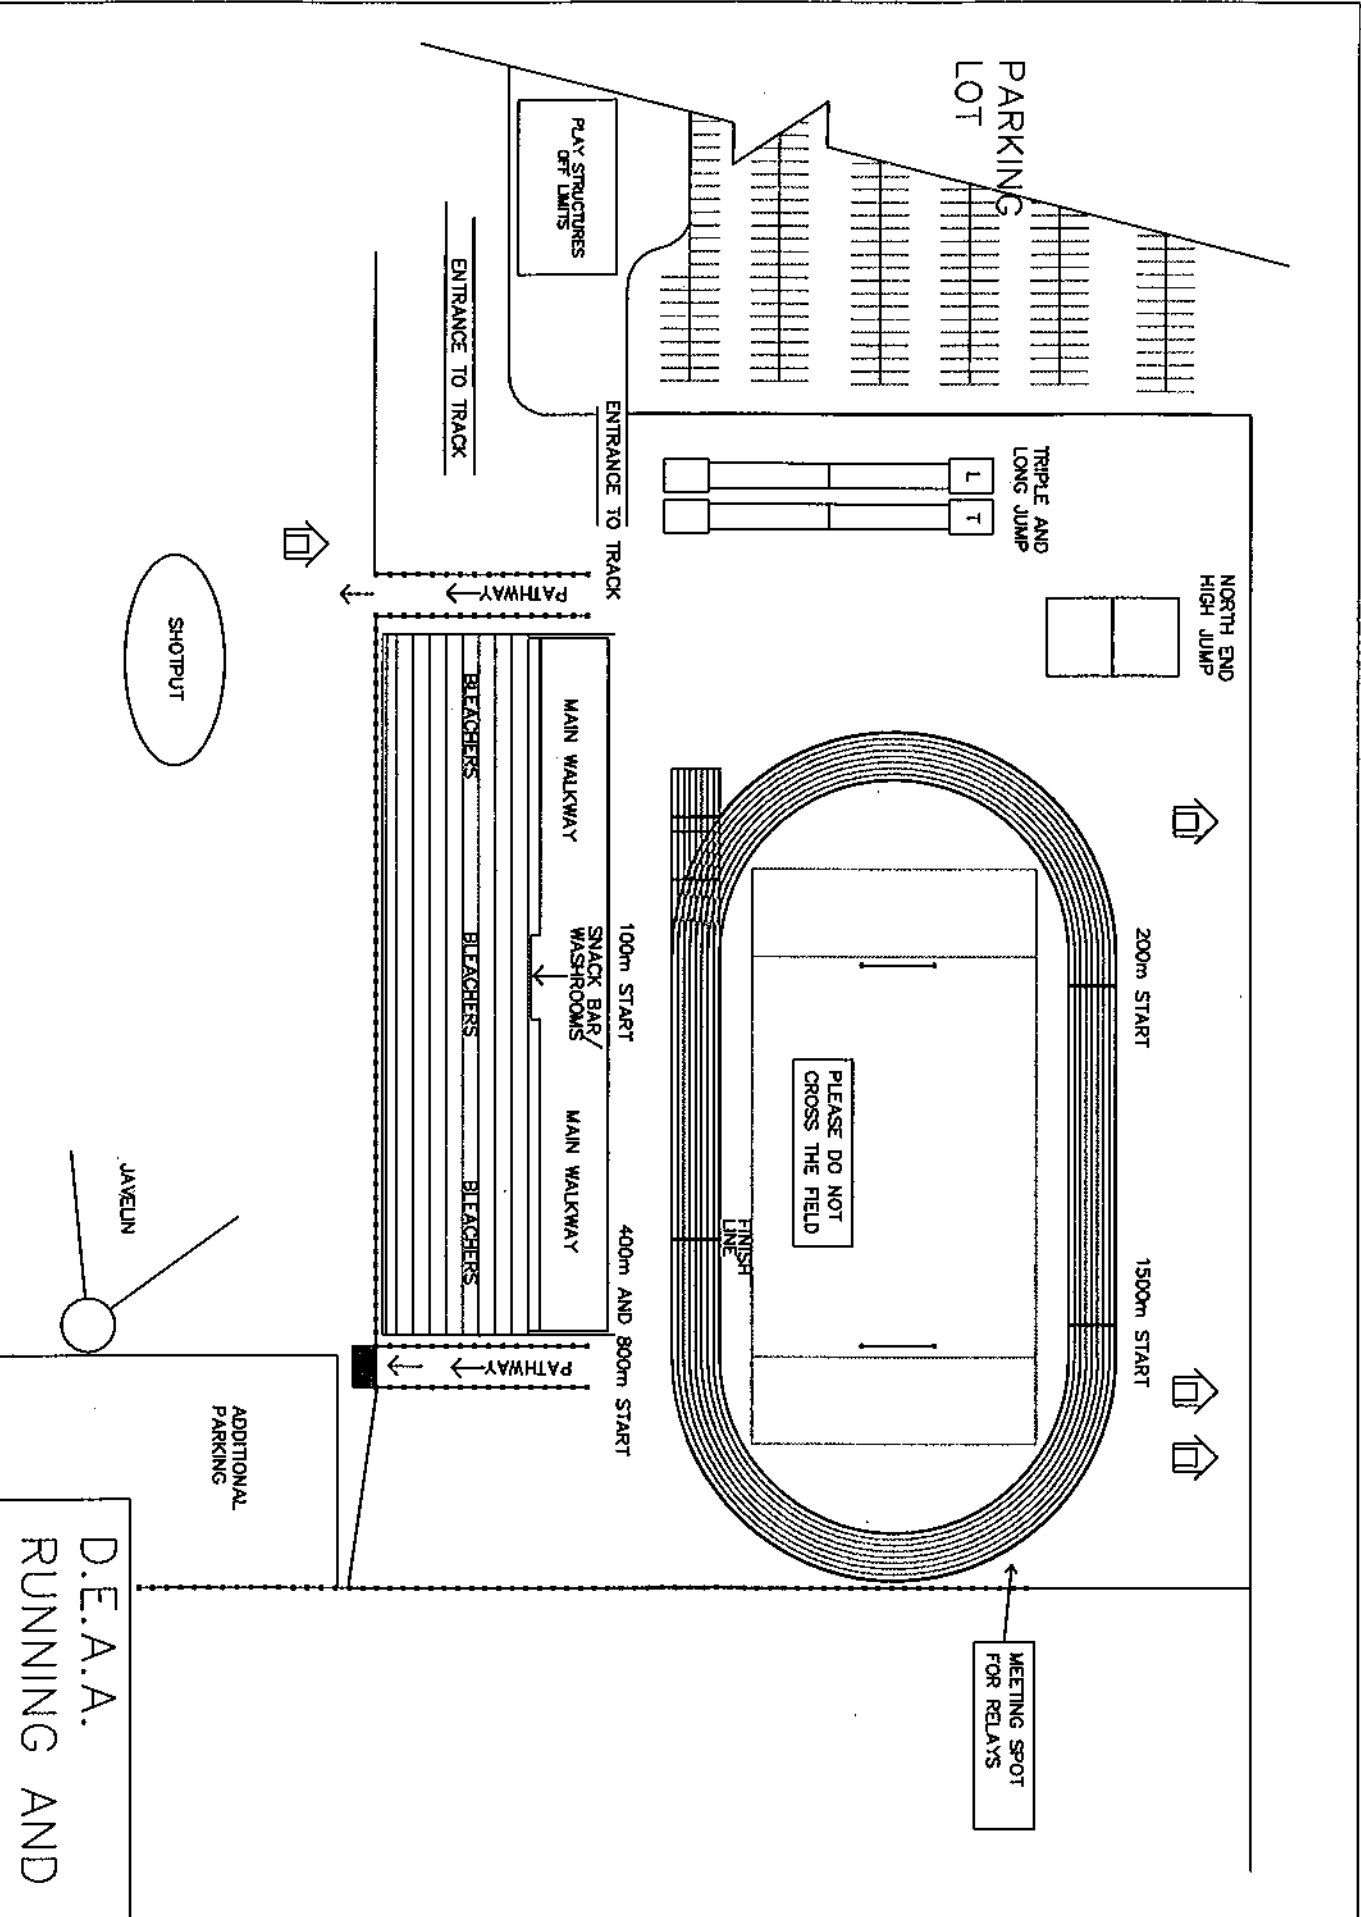 PARKING
LOT
PLAY STRUCTURES
OFF LIMITS
ENTRANCE TO TRACK
ENTRANCE TO TRACK
TRIPLE AND
LONG JUMP
L
T
NORTH END
HIGH JUMP
PATHWAY
SHOTPUT
MAIN WALKWAY
BLEACHERS
100m START
SNACK BAR/
WASHROOMS
BLEACHERS
200m START
PLEASE DO NOT
CROSS THE FIELD
MAIN WALKWAY
BLEACHERS
FINISH
LINE
1500m START
400m AND 800m START
PATHWAY
JAVELIN
ADDITIONAL
PARKING
MEETING SPOT
FOR RELAYS
D.E.A.A.
RUNNING AND